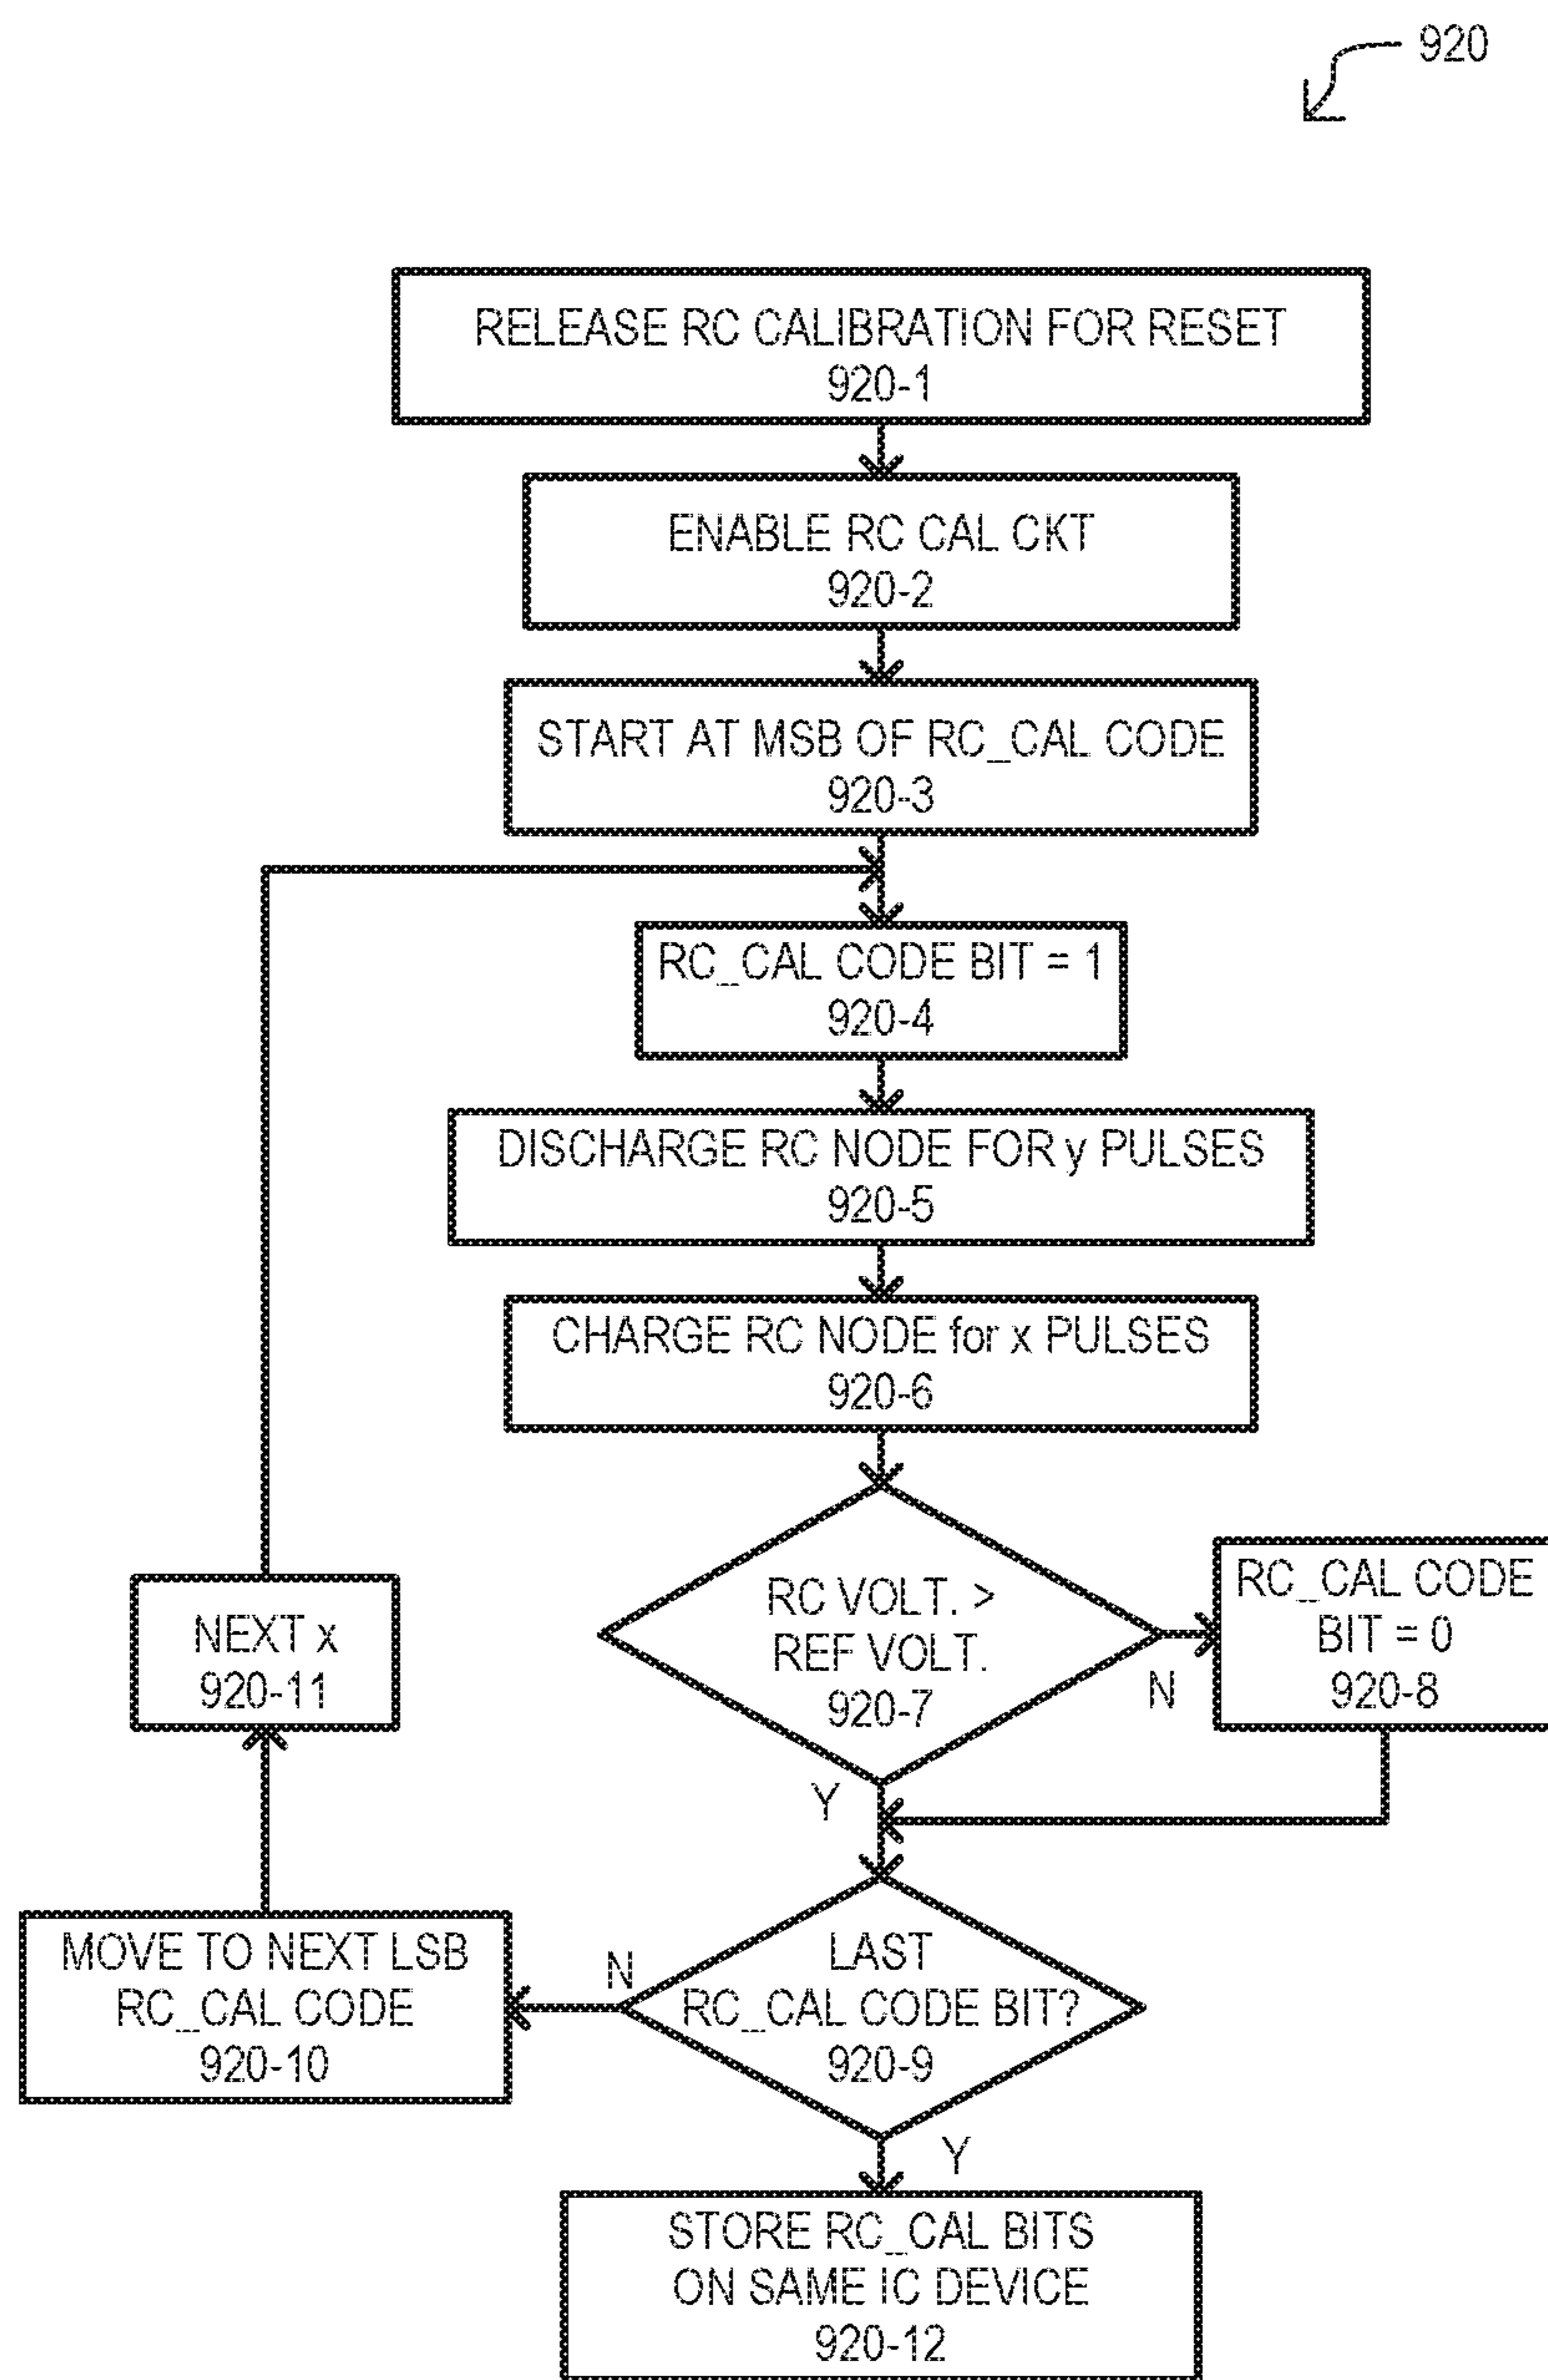 920
RELEASE RC CALIBRATION FOR RESET
920-1
ENABLE RC CAL CKT
920-2
START AT MSB OF RC_CAL CODE
920-3
RC_CAL CODE BIT = 1
920-4
DISCHARGE RC NODE FOR y PULSES
920-5
CHARGE RC NODE for x PULSES
920-6
RC VOLT. >
REF VOLT.
920-7
N
Y
RC_CAL CODE
BIT = 0
920-8
NEXT x
920-11
LAST
RC_CAL CODE BIT?
920-9
N
Y
MOVE TO NEXT LSB
RC_CAL CODE
920-10
STORE RC_CAL BITS
ON SAME IC DEVICE
920-12